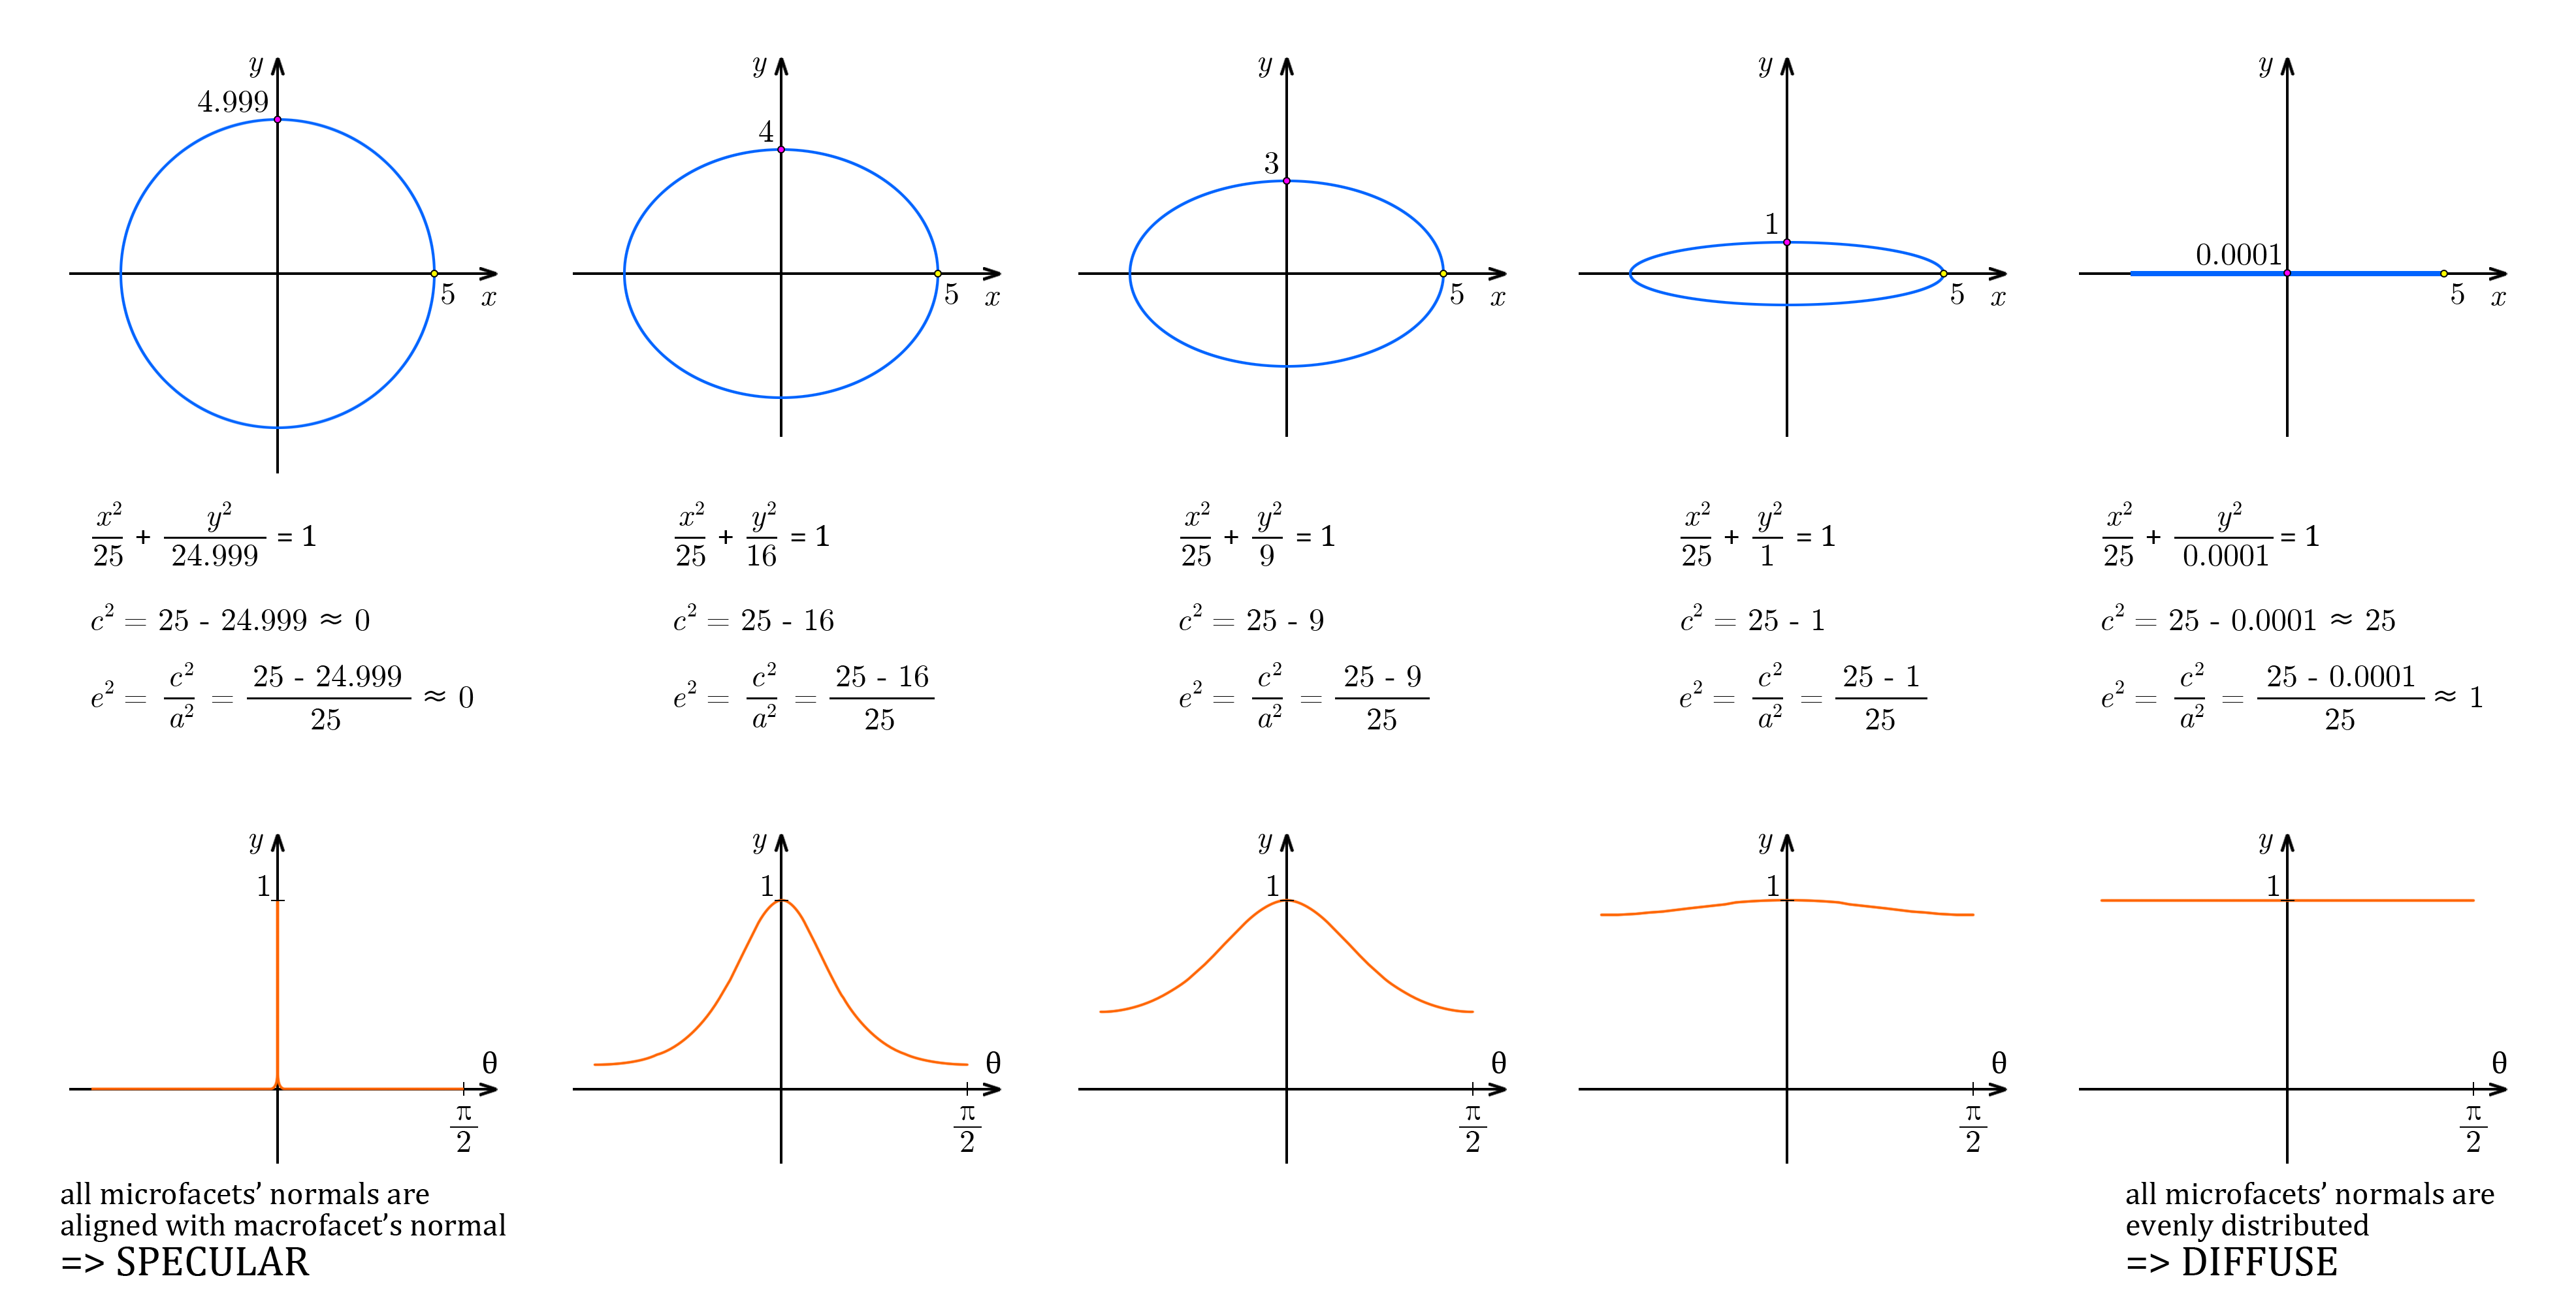 y y y y y
4.999 4 3 1 0.0001
5 x 5 x 5 x 5 x 5 x
x²/25 + y²/24.999 = 1 x²/25 + y²/16 = 1 x²/25 + y²/9 = 1 x²/25 + y²/1 = 1 x²/25 + y²/0.0001 = 1
c² = 25 - 24.999 ≈ 0 c² = 25 - 16 c² = 25 - 9 c² = 25 - 1 c² = 25 - 0.0001 ≈ 25
e² = c²/a² = (25 - 24.999)/25 ≈ 0 e² = c²/a² = (25 - 16)/25 e² = c²/a² = (25 - 9)/25 e² = c²/a² = (25 - 1)/25 e² = c²/a² = (25 - 0.0001)/25 ≈ 1
y y y y y
1 1 1 1 1
θ θ θ θ θ
π/2 π/2 π/2 π/2 π/2
all microfacets’ normals are
aligned with macrofacet’s normal
=> SPECULAR
all microfacets’ normals are
evenly distributed
=> DIFFUSE